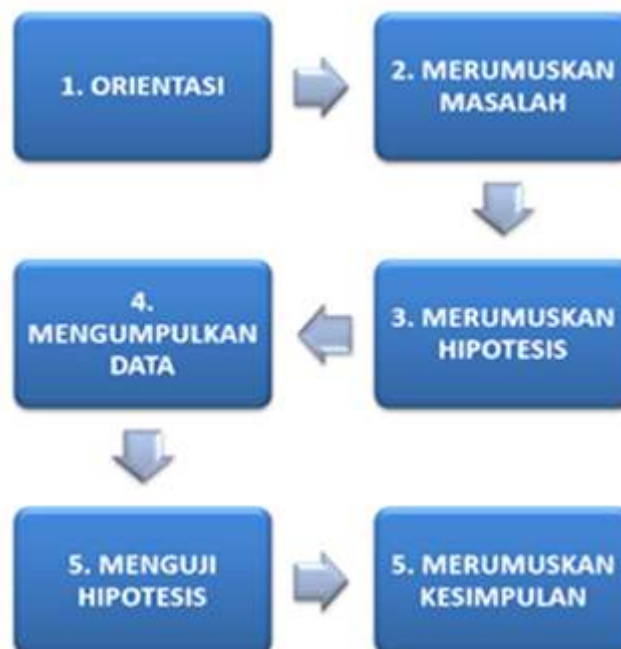 1. ORIENTASI
2. MERUMUSKAN
MASALAH
3. MERUMUSKAN
HIPOTESIS
4.
MENGUMPULKAN
DATA
5. MENGUJI
HIPOTESIS
5. MERUMUSKAN
KESIMPULAN